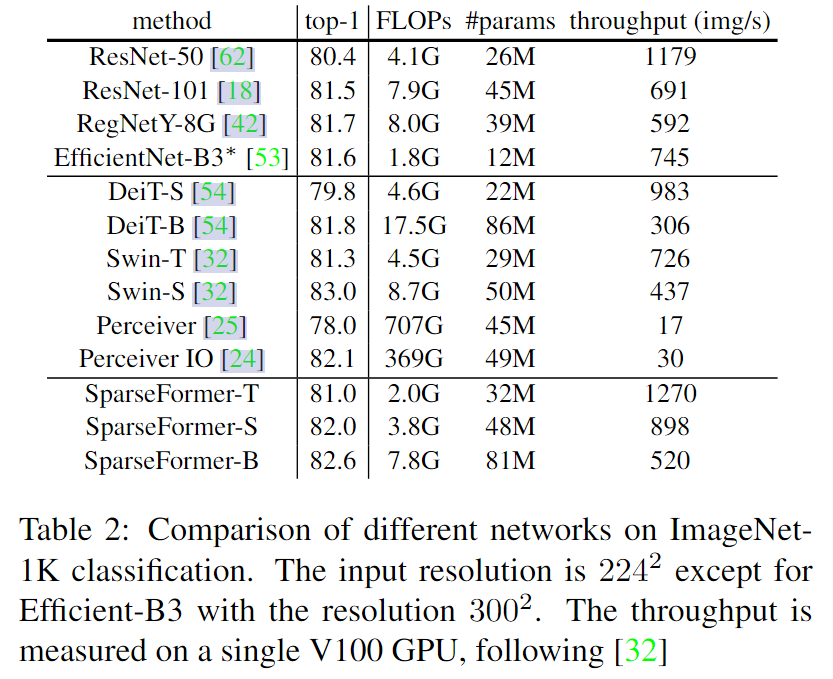 method top-1 FLOPs #params throughput (img/s)
ResNet-50 [62] 80.4 4.1G 26M 1179
ResNet-101 [18] 81.5 7.9G 45M 691
RegNetY-8G [42] 81.7 8.0G 39M 592
EfficientNet-B3* [53] 81.6 1.8G 12M 745
DeiT-S [54] 79.8 4.6G 22M 983
DeiT-B [54] 81.8 17.5G 86M 306
Swin-T [32] 81.3 4.5G 29M 726
Swin-S [32] 83.0 8.7G 50M 437
Perceiver [25] 78.0 707G 45M 17
Perceiver IO [24] 82.1 369G 49M 30
SparseFormer-T 81.0 2.0G 32M 1270
SparseFormer-S 82.0 3.8G 48M 898
SparseFormer-B 82.6 7.8G 81M 520
Table 2: Comparison of different networks on ImageNet-
1K classification. The input resolution is 224² except for
Efficient-B3 with the resolution 300². The throughput is
measured on a single V100 GPU, following [32]